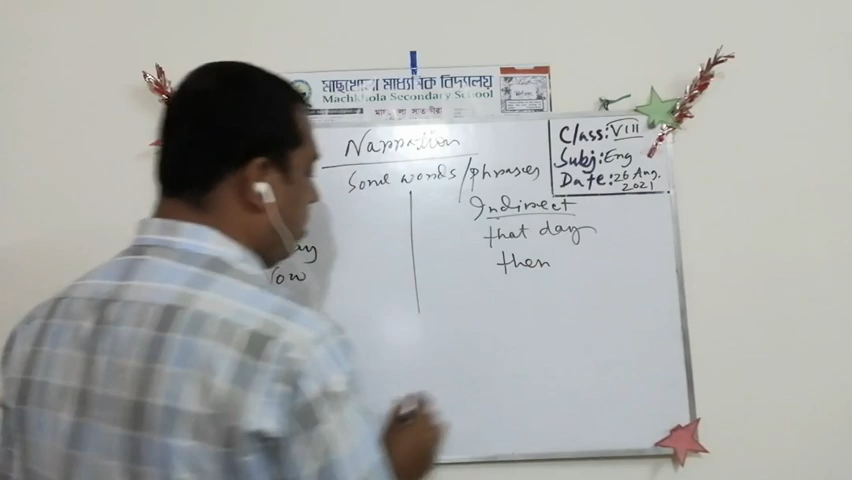 মাছখোলা মাধ্যমিক বিদ্যালয়
Machkhola Secondary School
Class: VIII
Subj: Eng
Date: 26 Aug. 2021
Narration
Some words/phrases
Indirect
that day
then